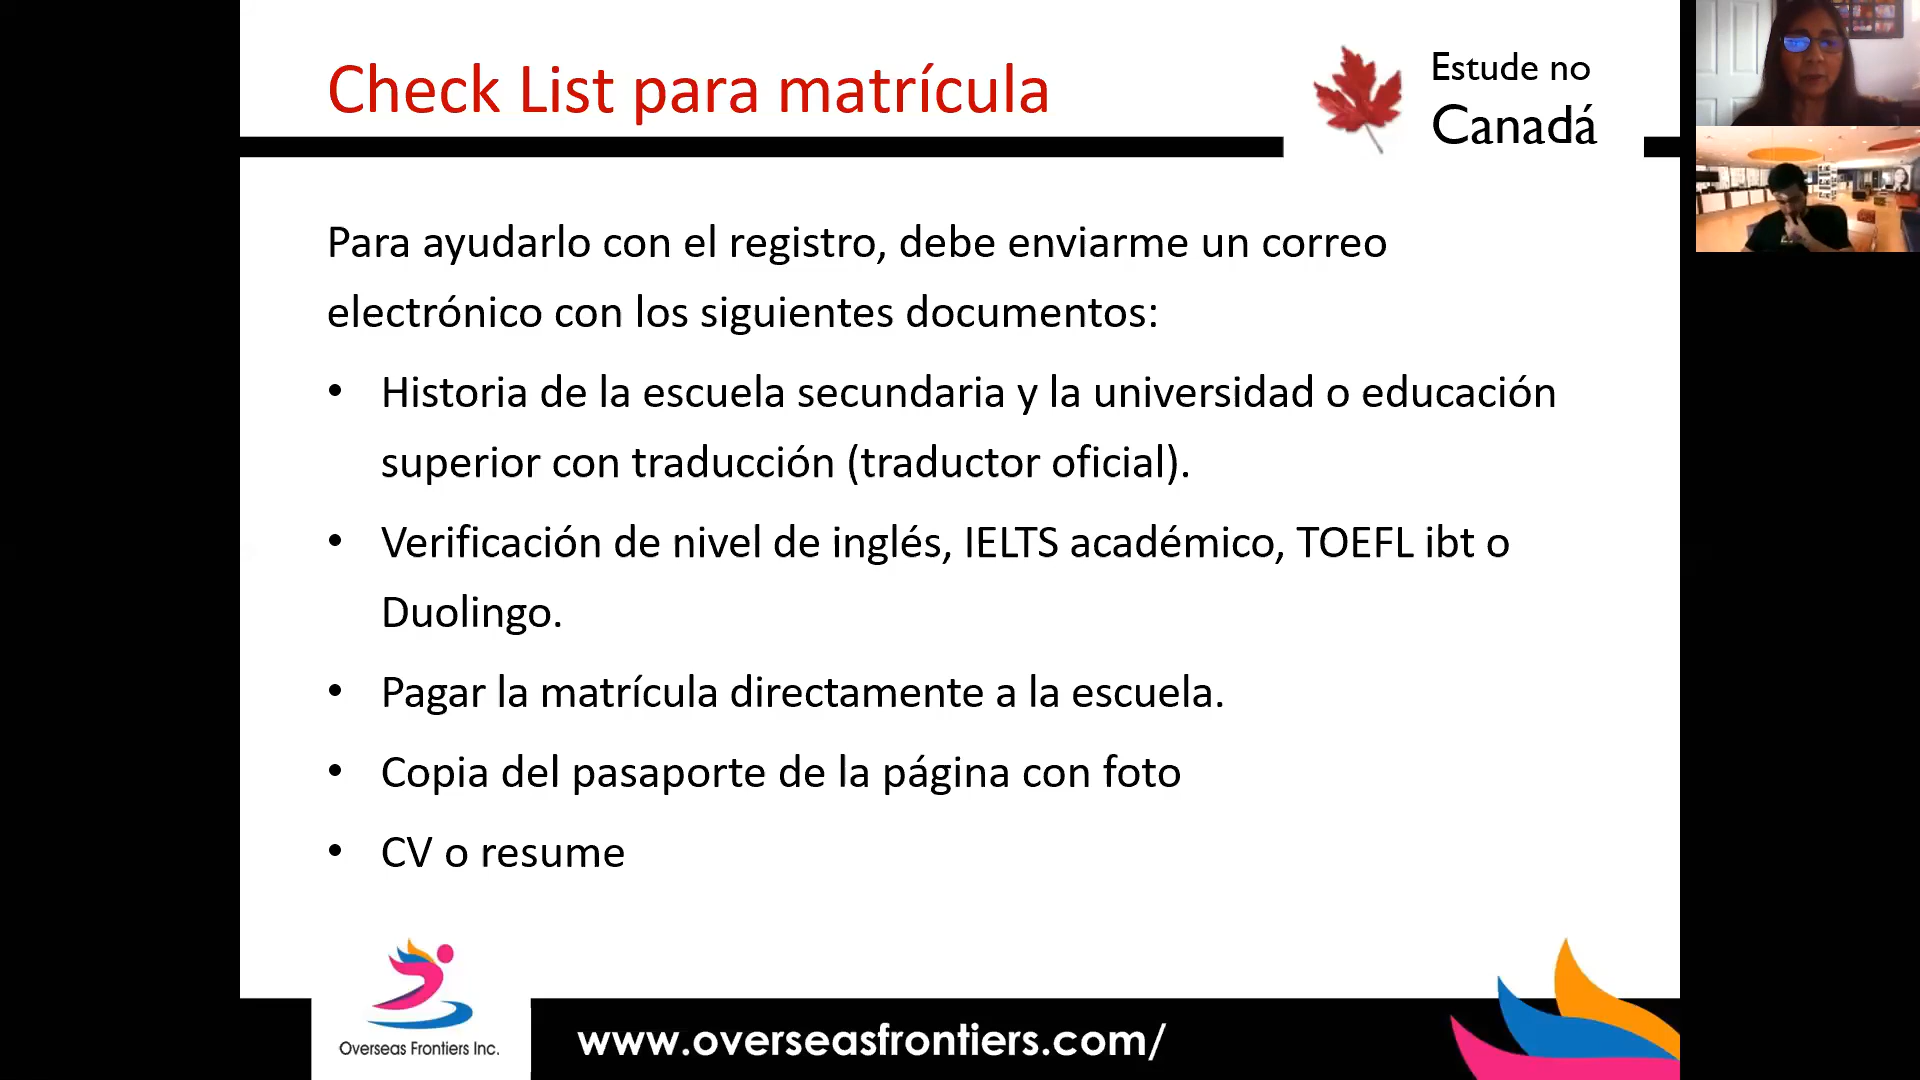 Check List para matrícula
Estude no
Canadá
Para ayudarlo con el registro, debe enviarme un correo
electrónico con los siguientes documentos:
• Historia de la escuela secundaria y la universidad o educación
superior con traducción (traductor oficial).
• Verificación de nivel de inglés, IELTS académico, TOEFL ibt o
Duolingo.
• Pagar la matrícula directamente a la escuela.
• Copia del pasaporte de la página con foto
• CV o resume
Overseas Frontiers Inc.
www.overseasfrontiers.com/